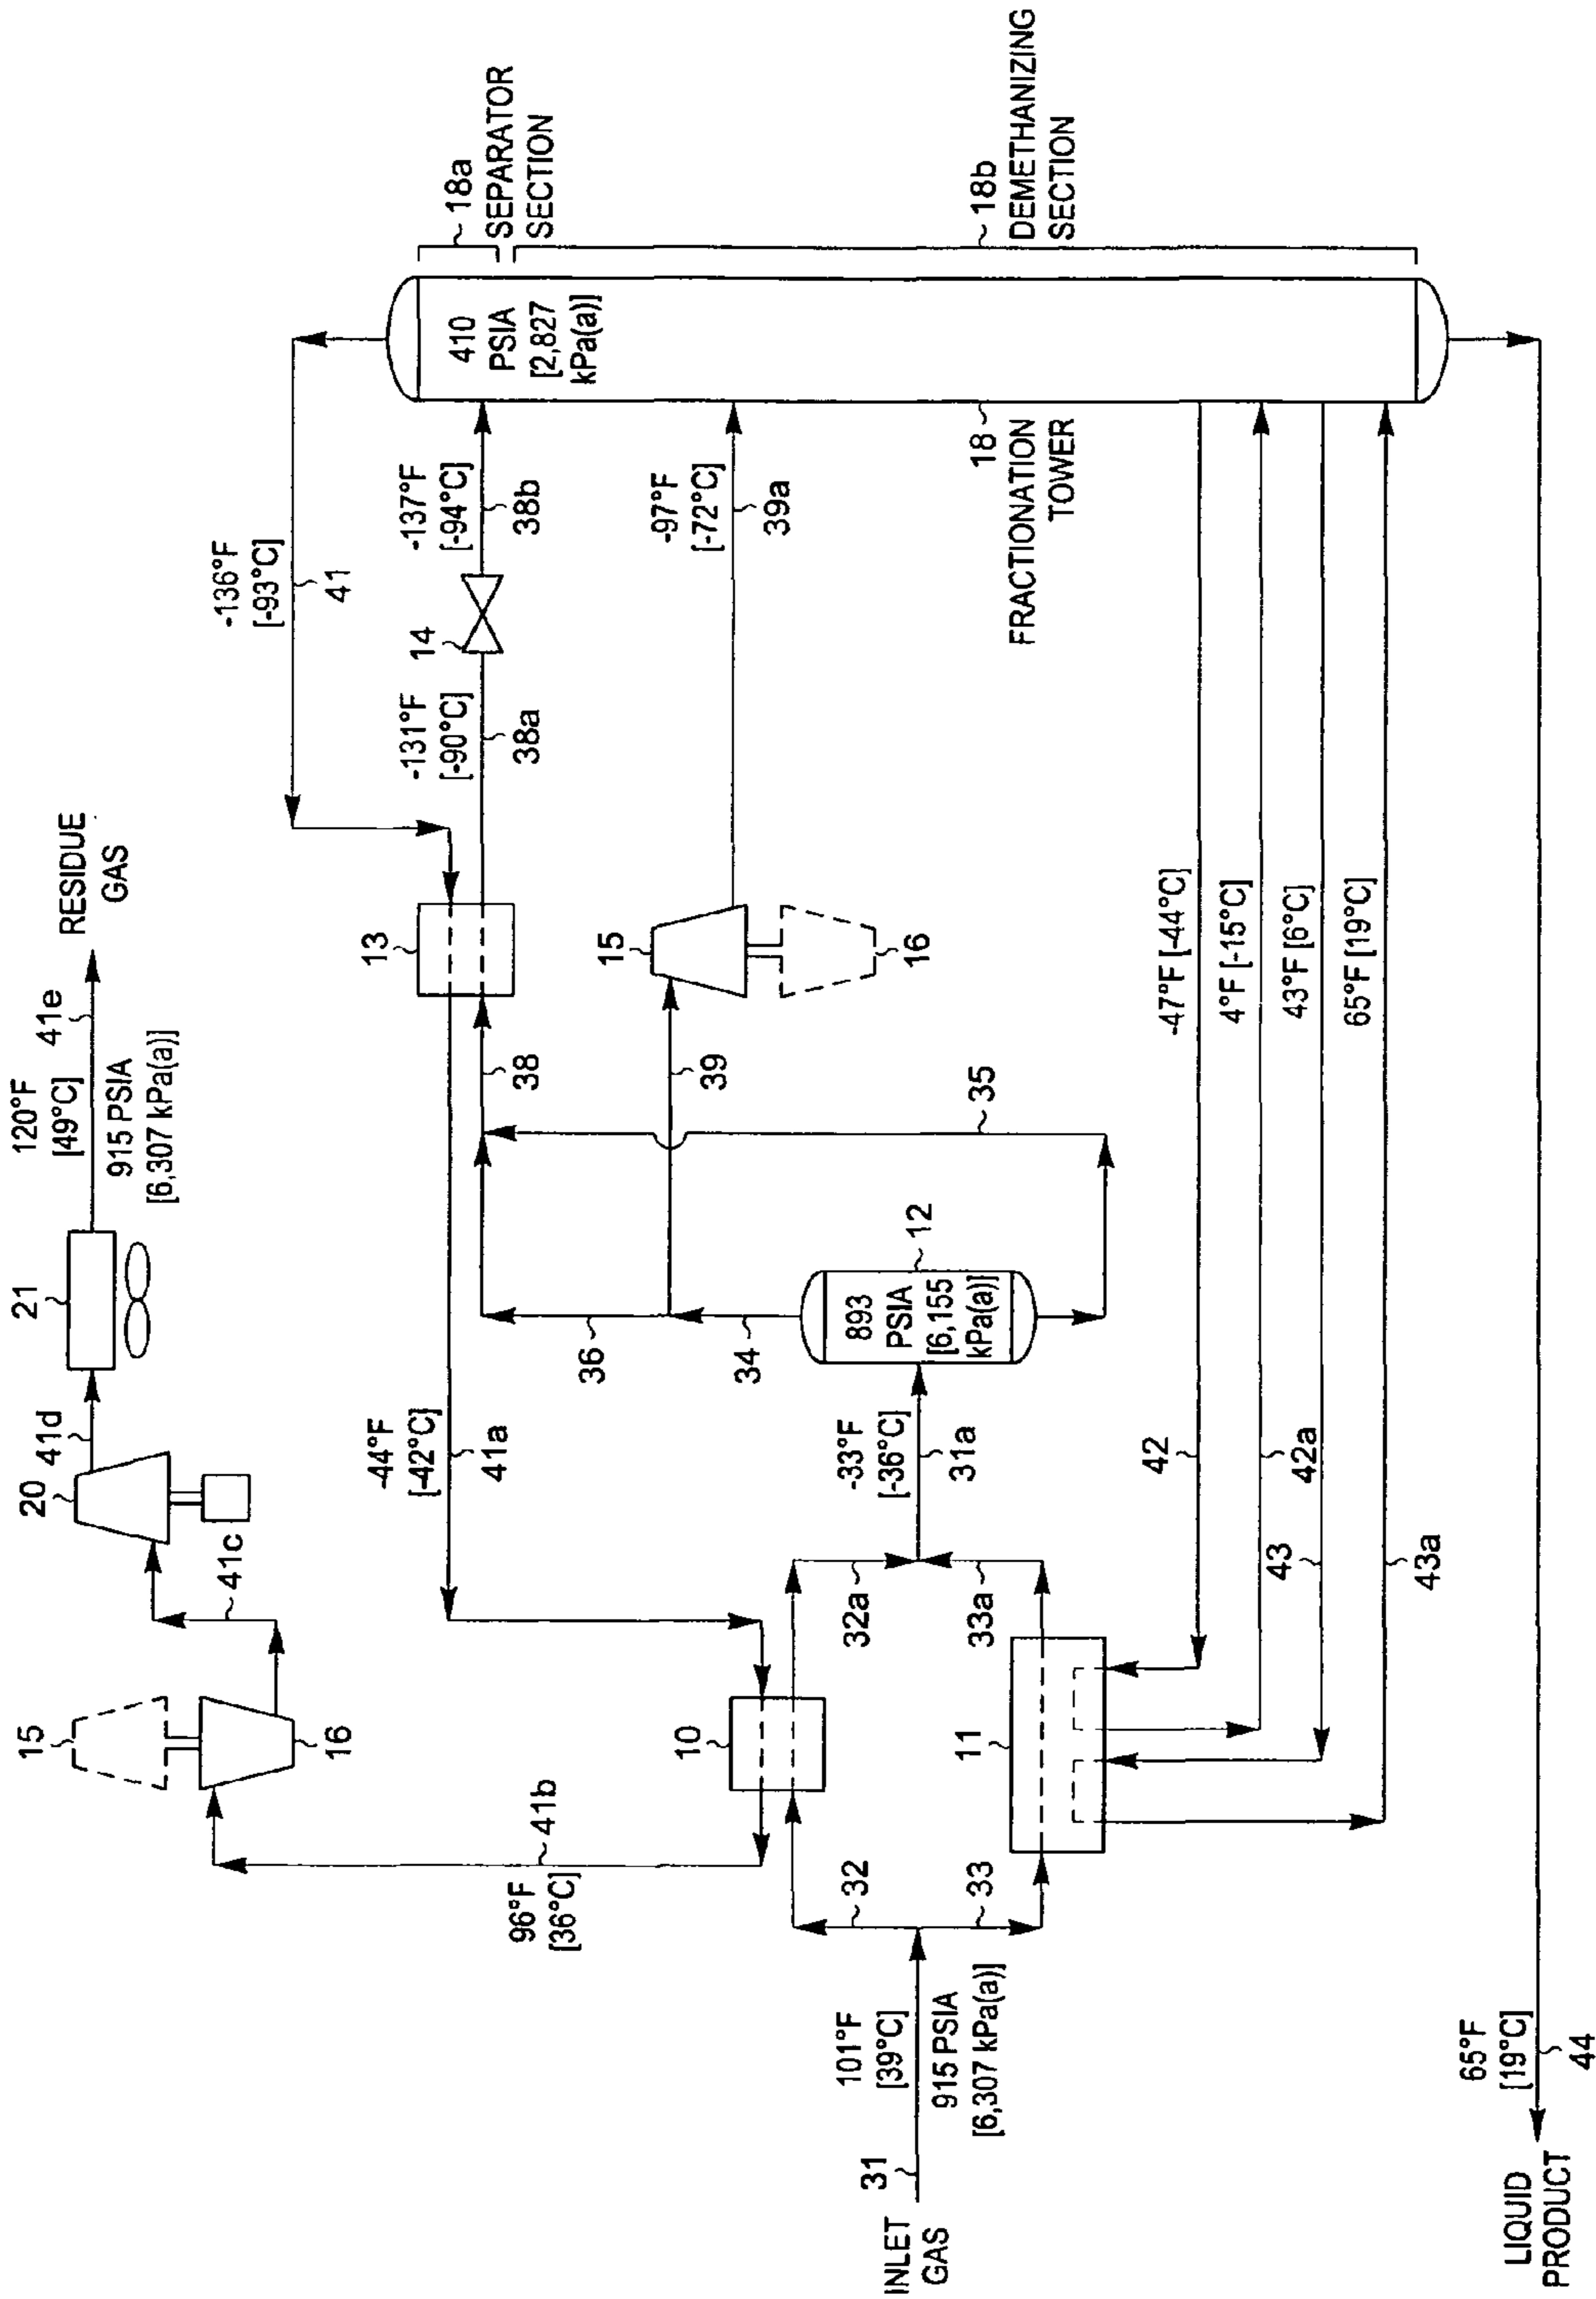 RESIDUE
GAS
120°F
[49°C]
41e
915 PSIA
[6,307 kPa(a)]
21
41d
20
41c
15
16
41b
96°F
[36°C]
-136°F
[-93°C]
41
13
-44°F
[-42°C]
41a
10
-131°F
[-90°C]
38a
14
-137°F
[-94°C]
38b
38
36
39
15
16
-97°F
[-72°C]
39a
35
34
12
893
PSIA
[6,155
kPa(a)]
-33°F
[-36°C]
31a
32a
33a
32
33
11
INLET
GAS
31
101°F
[39°C]
915 PSIA
[6,307 kPa(a)]
410
PSIA
[2,827
kPa(a)]
18a
SEPARATOR
SECTION
18b
DEMETHANIZING
SECTION
18
FRACTIONATION
TOWER
-47°F [-44°C]
4°F [-15°C]
43°F [6°C]
65°F [19°C]
42
42a
43
43a
65°F
[19°C]
44
LIQUID
PRODUCT